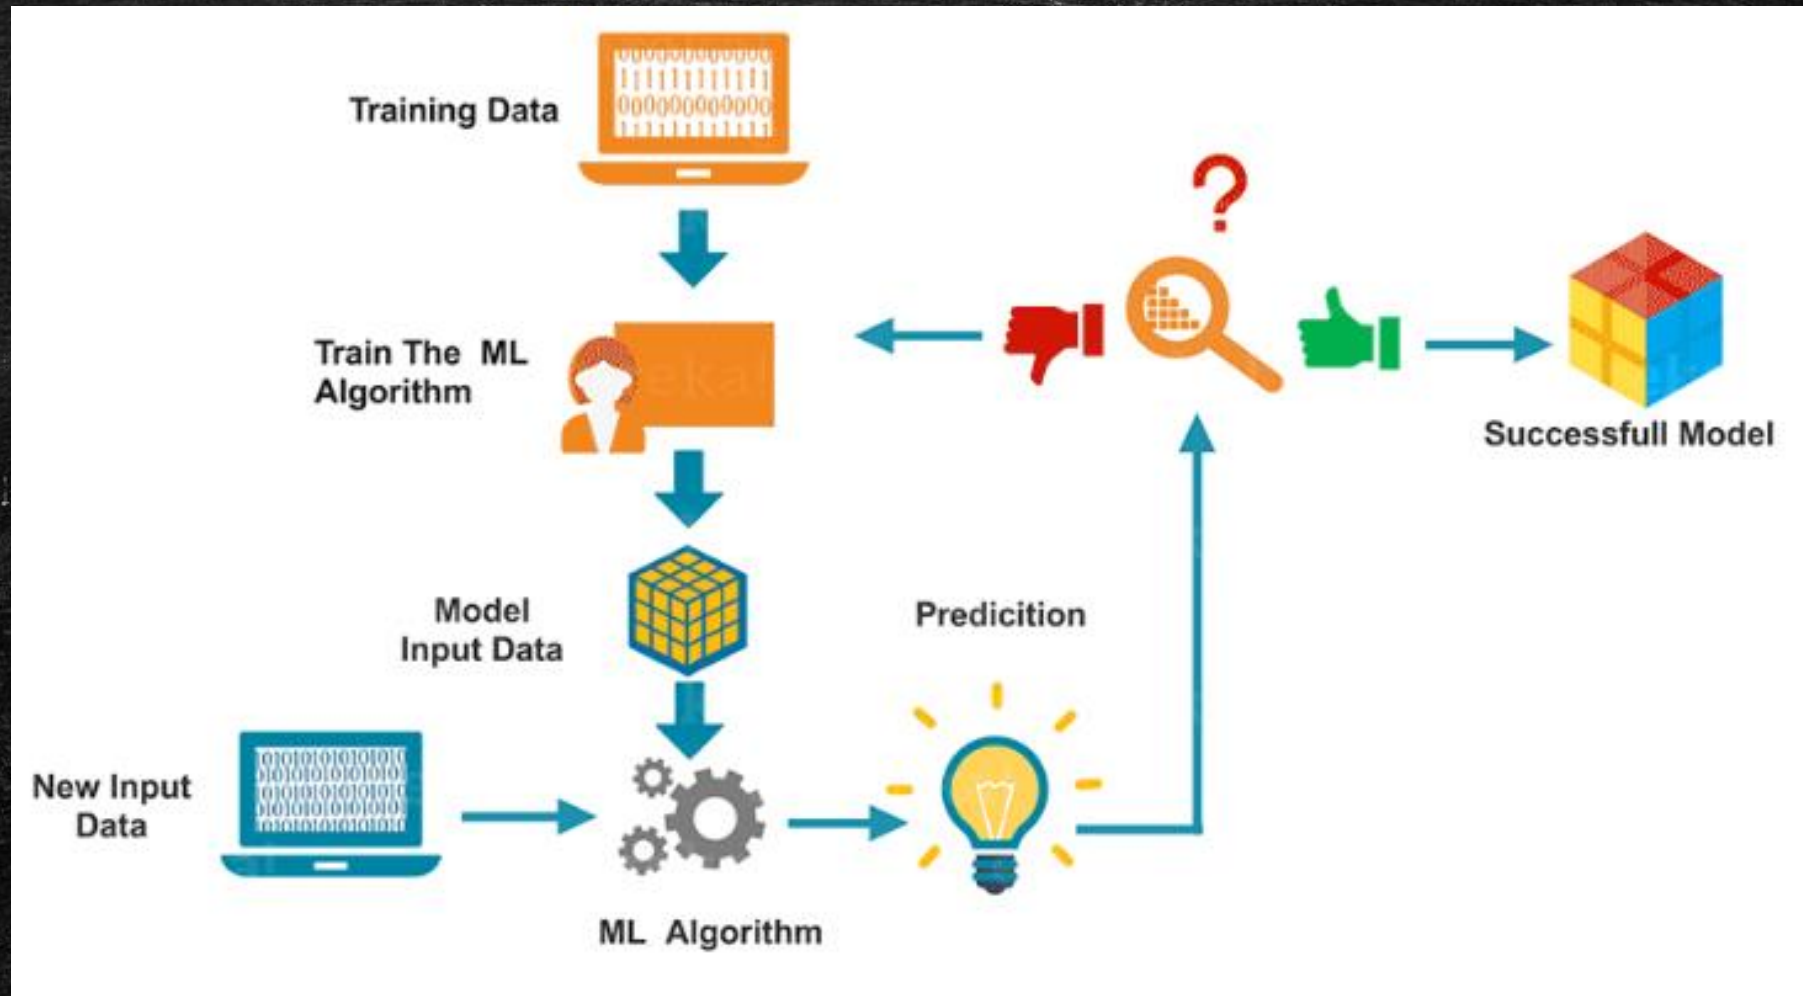 Training Data
Train The ML
Algorithm
Model
Input Data
Predicition
New Input
Data
ML Algorithm
?
Successfull Model